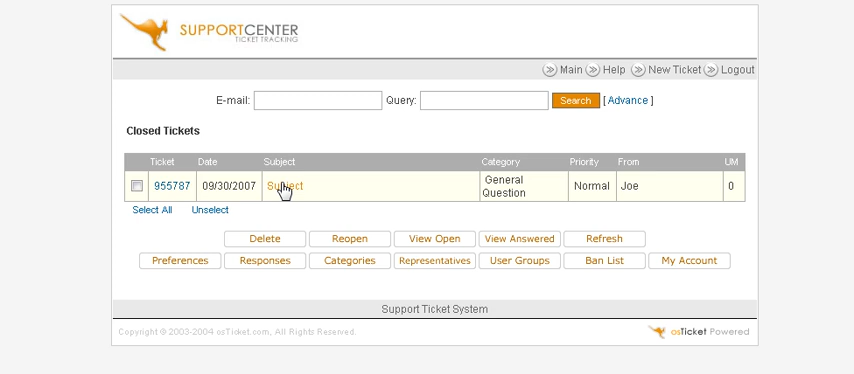 SUPPORTCENTER
TICKET TRACKING
Main Help New Ticket Logout
E-mail: Query: Search [ Advance ]
Closed Tickets
Ticket Date Subject Category Priority From UM
955787 09/30/2007 Subject General Question Normal Joe 0
Select All Unselect
Delete Reopen View Open View Answered Refresh
Preferences Responses Categories Representatives User Groups Ban List My Account
Support Ticket System
Copyright © 2003-2004 osTicket.com, All Rights Reserved. osTicket Powered